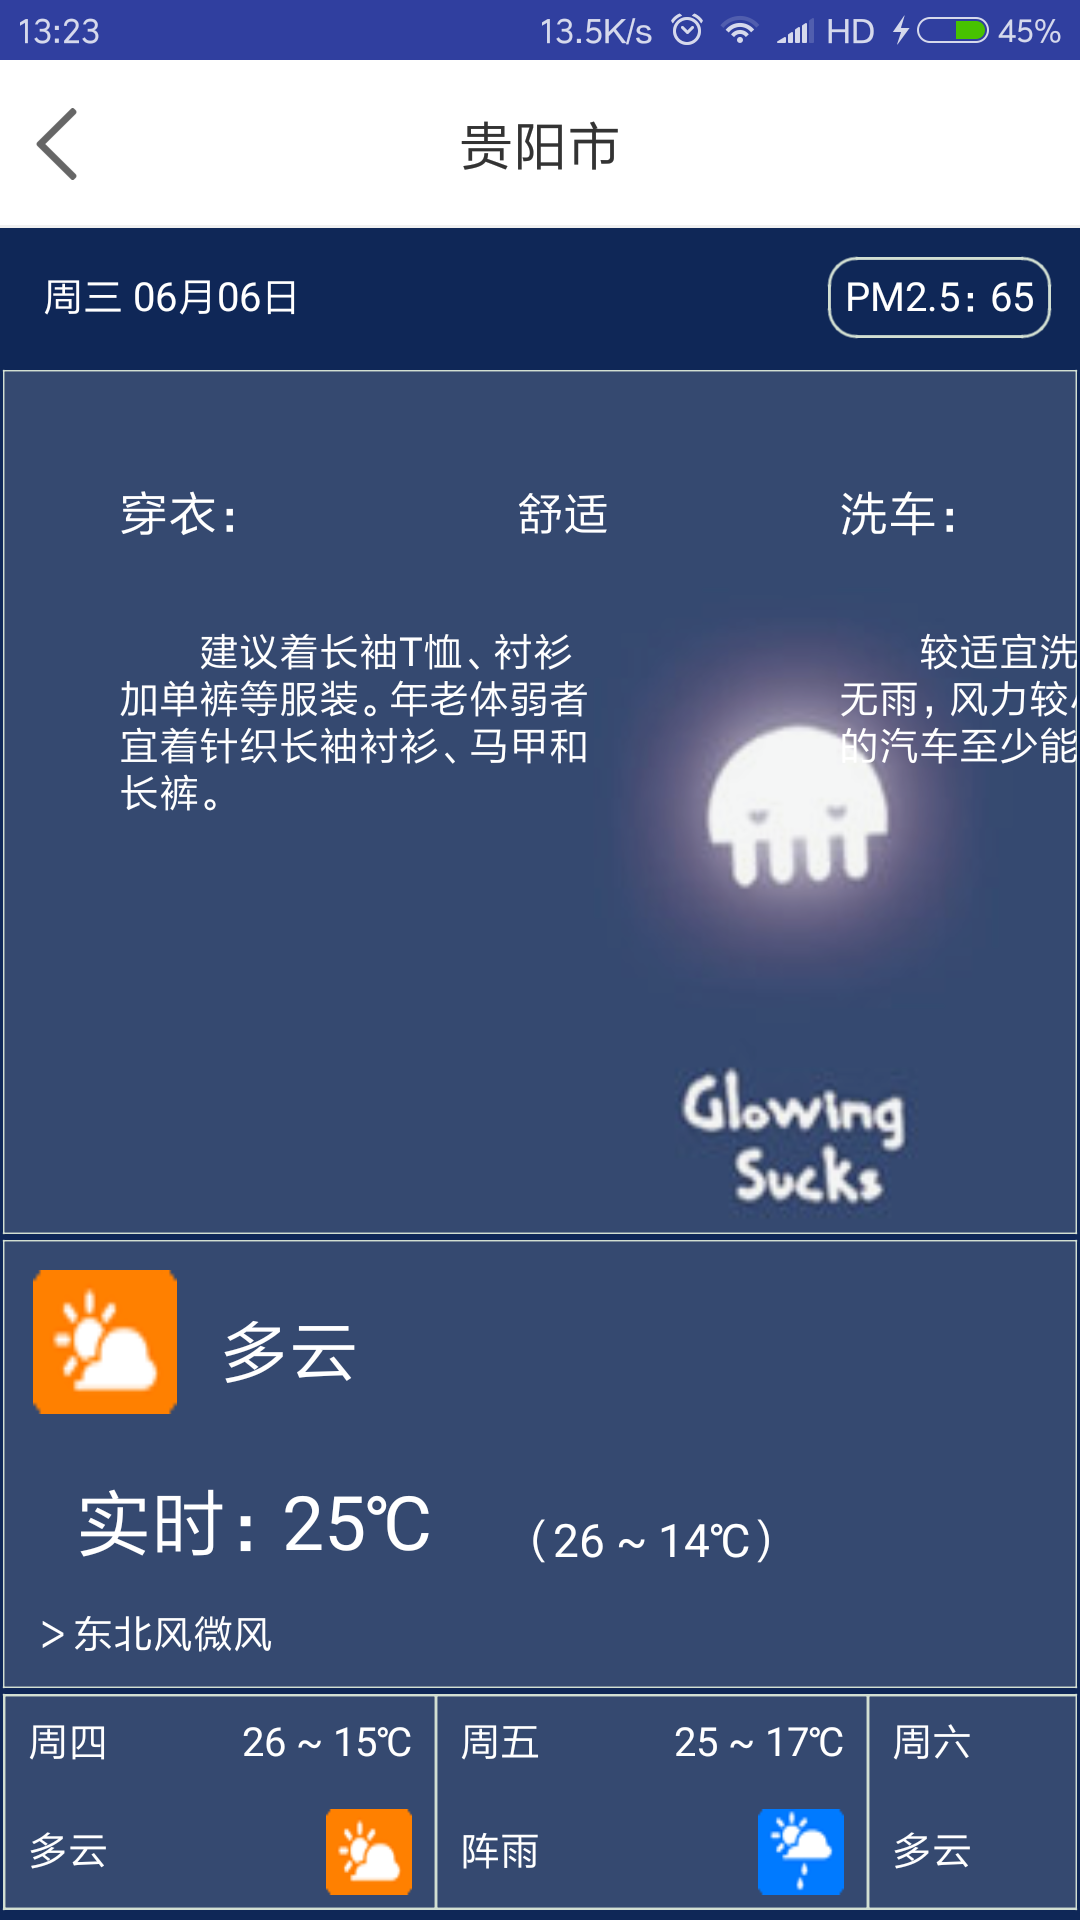 13:23 13.5K/s HD 45%
贵阳市
周三 06月06日 PM2.5: 65
穿衣: 舒适 洗车:
建议着长袖T恤、衬衫
加单裤等服装。年老体弱者
宜着针织长袖衬衫、马甲和
长裤。
较适宜洗
无雨，风力较
的汽车至少能
Glowing
Sucks
多云
实时: 25℃ （26 ~ 14℃）
> 东北风微风
周四 26 ~ 15℃
多云
周五 25 ~ 17℃
阵雨
周六
多云